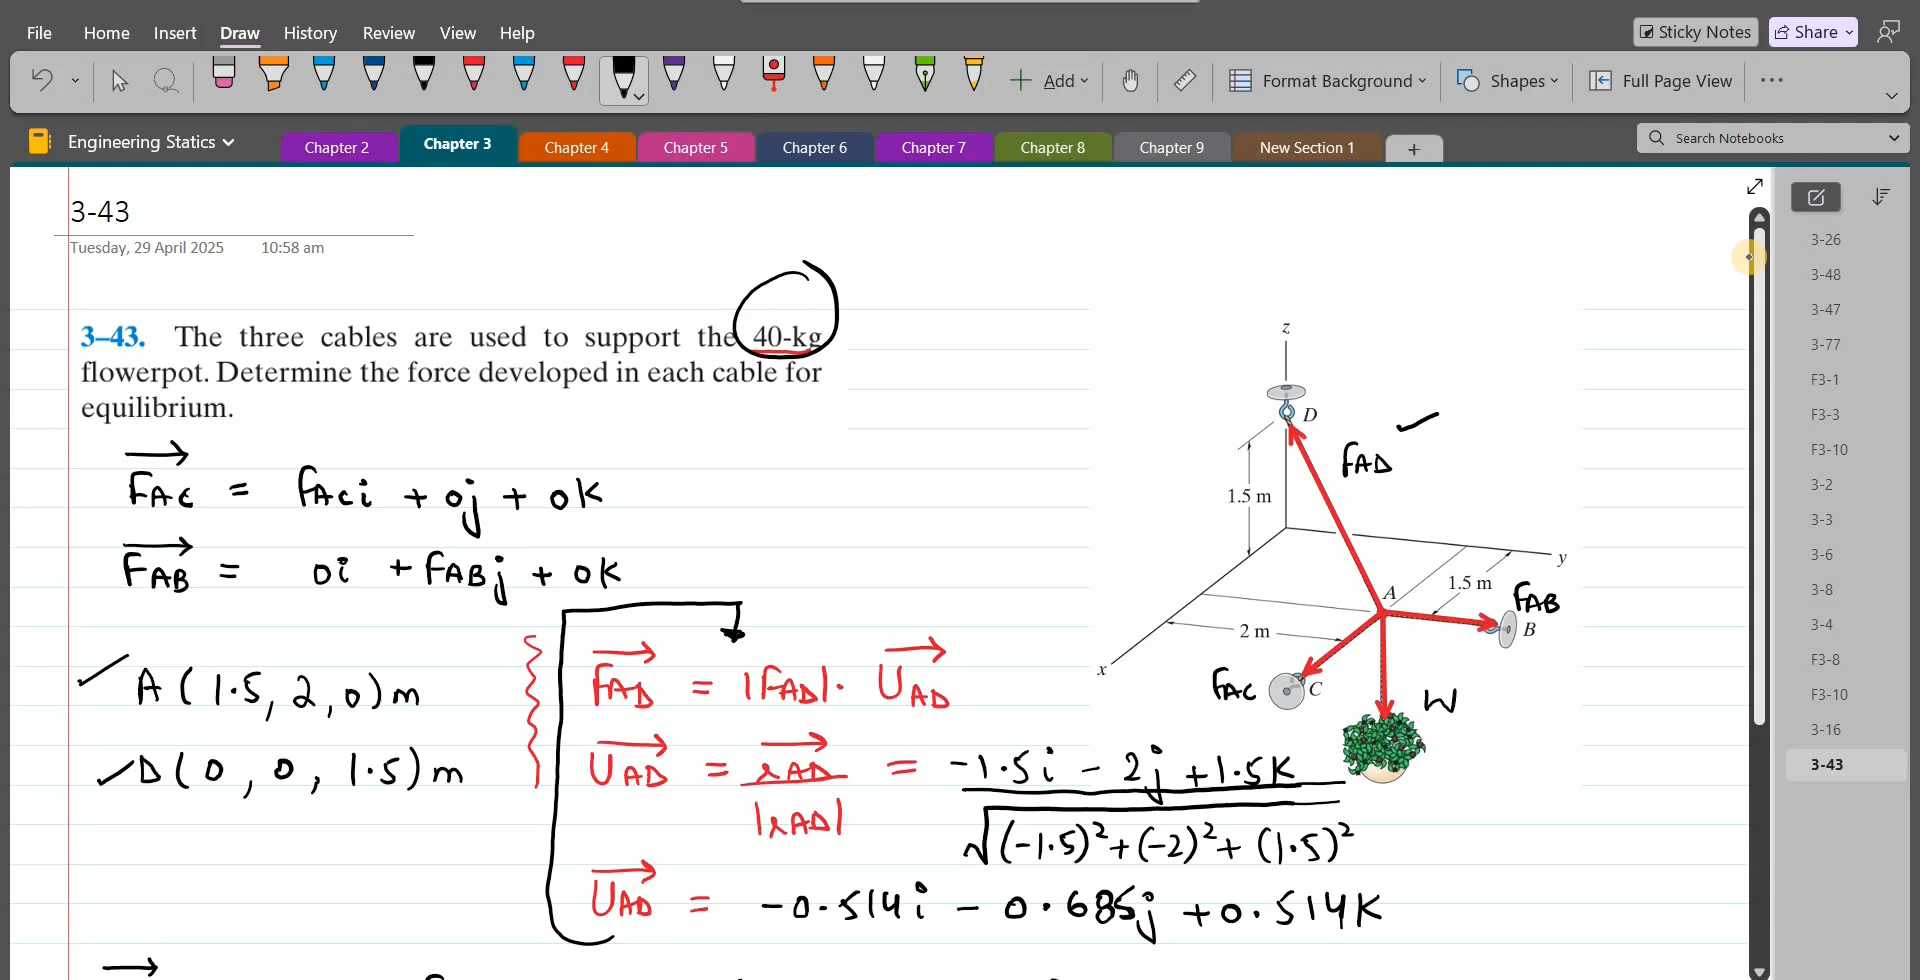 File Home Insert Draw History Review View Help
Sticky Notes Share
Add Format Background Shapes Full Page View
Engineering Statics Chapter 2 Chapter 3 Chapter 4 Chapter 5 Chapter 6 Chapter 7 Chapter 8 Chapter 9 New Section 1 + Search Notebooks
3-43
Tuesday, 29 April 2025 10:58 am
3–43. The three cables are used to support the 40-kg
flowerpot. Determine the force developed in each cable for
equilibrium.
FAC = FACi + 0j + 0K
FAB = 0i + FABj + 0K
A(1.5, 2, 0)m
D(0, 0, 1.5)m
FAD = |FAD|. UAD
UAD = rAD / |rAD| = -1.5i - 2j + 1.5K / √(-1.5)²+(-2)²+(1.5)²
UAD = -0.514i - 0.685j + 0.514K
z
D
FAD
1.5 m
y
1.5 m
A
FAB
B
2 m
x
FAC
C
W
3-26
3-48
3-47
3-77
F3-1
F3-3
F3-10
3-2
3-3
3-6
3-8
3-4
F3-8
F3-10
3-16
3-43